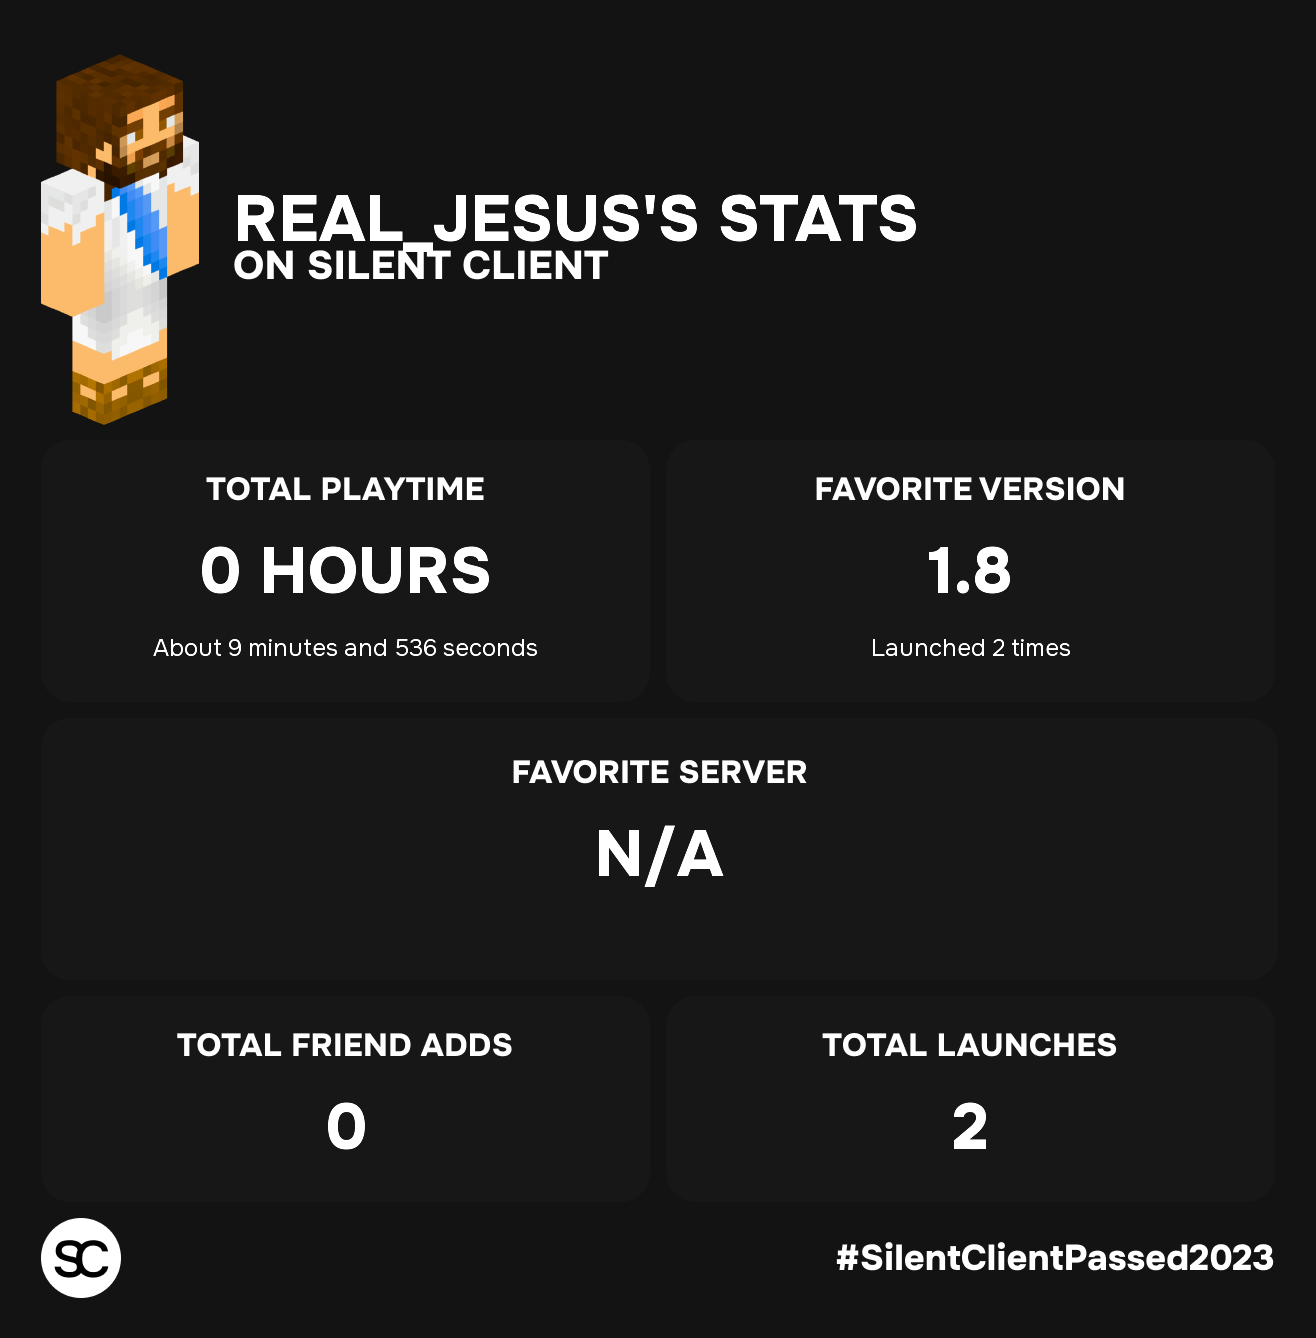 REAL_JESUS'S STATS
ON SILENT CLIENT
TOTAL PLAYTIME
0 HOURS
About 9 minutes and 536 seconds
FAVORITE VERSION
1.8
Launched 2 times
FAVORITE SERVER
N/A
TOTAL FRIEND ADDS
0
TOTAL LAUNCHES
2
SC
#SilentClientPassed2023